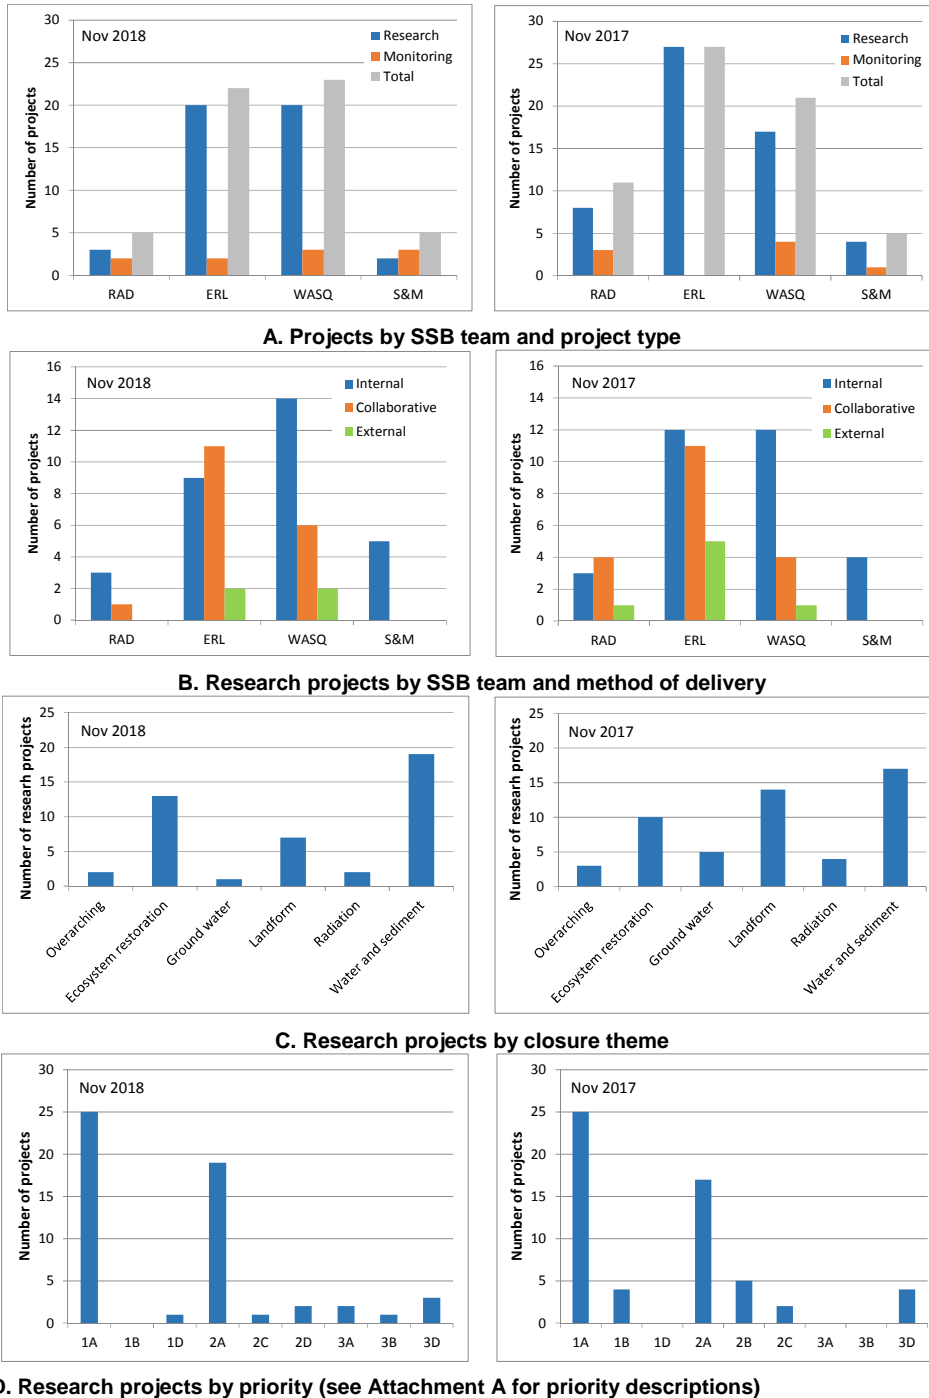 Nov 2018
Research
Monitoring
Total
Number of projects
30
25
20
15
10
5
0
RAD ERL WASQ S&M
Nov 2017
Research
Monitoring
Total
Number of projects
30
25
20
15
10
5
0
RAD ERL WASQ S&M
A. Projects by SSB team and project type
Nov 2018
Internal
Collaborative
External
Number of projects
16
14
12
10
8
6
4
2
0
RAD ERL WASQ S&M
Nov 2017
Internal
Collaborative
External
Number of projects
16
14
12
10
8
6
4
2
0
RAD ERL WASQ S&M
B. Research projects by SSB team and method of delivery
Nov 2018
Number of researh projects
25
20
15
10
5
0
Overarching
Ecosystem restoration
Ground water
Landform
Radiation
Water and sediment
Nov 2017
Number of research projects
25
20
15
10
5
0
Overarching
Ecosystem restoration
Ground water
Landform
Radiation
Water and sediment
C. Research projects by closure theme
Nov 2018
Number of projects
30
25
20
15
10
5
0
1A 1B 1D 2A 2C 2D 3A 3B 3D
Nov 2017
Number of projects
30
25
20
15
10
5
0
1A 1B 1D 2A 2B 2C 3A 3B 3D
. Research projects by priority (see Attachment A for priority descriptions)